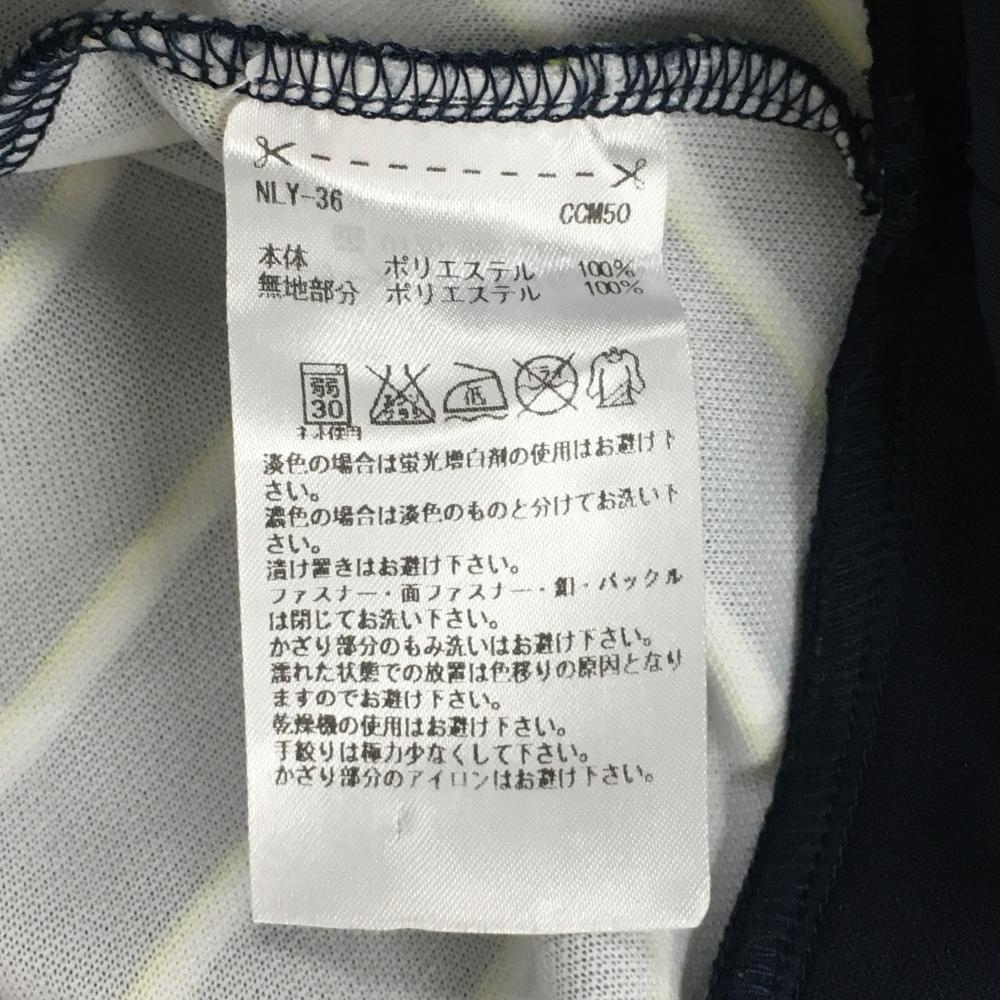 NLY-36
CCM50
本体 ポリエステル 100%
無地部分 ポリエステル 100%
弱 30 エンソサラシ 低 ドライ
ネット使用
淡色の場合は蛍光増白剤の使用はお避け下
さい。
濃色の場合は淡色のものと分けてお洗い下
さい。
漬け置きはお避け下さい。
ファスナー・面ファスナー・釦・バックル
は閉じてお洗い下さい。
かざり部分のもみ洗いはお避け下さい。
濡れた状態での放置は色移りの原因となり
ますのでお避け下さい。
乾燥機の使用はお避け下さい。
手絞りは極力少なくして下さい。
かざり部分のアイロンはお避け下さい。